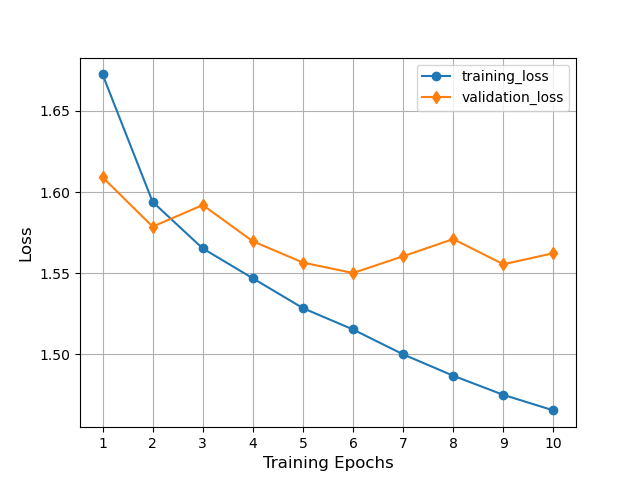 training_loss
validation_loss
1.65
1.60
1.55
1.50
Loss
1 2 3 4 5 6 7 8 9 10
Training Epochs